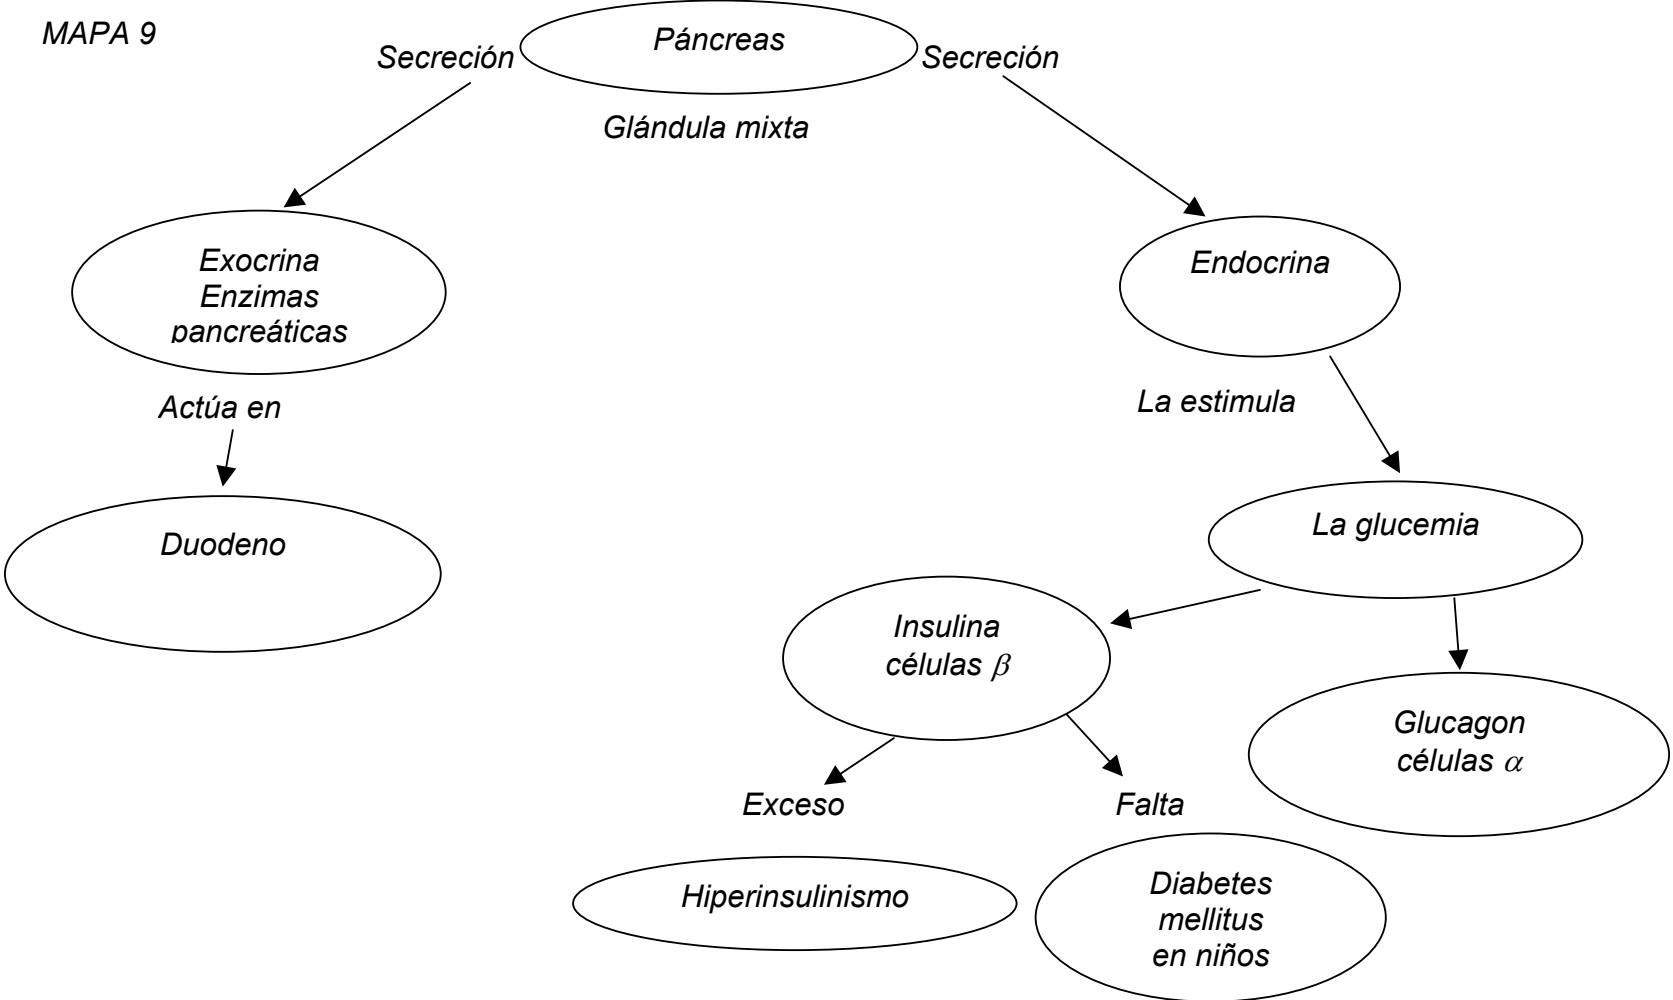 MAPA 9
Secreción
Páncreas
Secreción
Glándula mixta
Exocrina
Enzimas
pancreáticas
Endocrina
Actúa en
La estimula
Duodeno
La glucemia
Insulina
células β
Glucagon
células α
Exceso
Falta
Hiperinsulinismo
Diabetes
mellitus
en niños